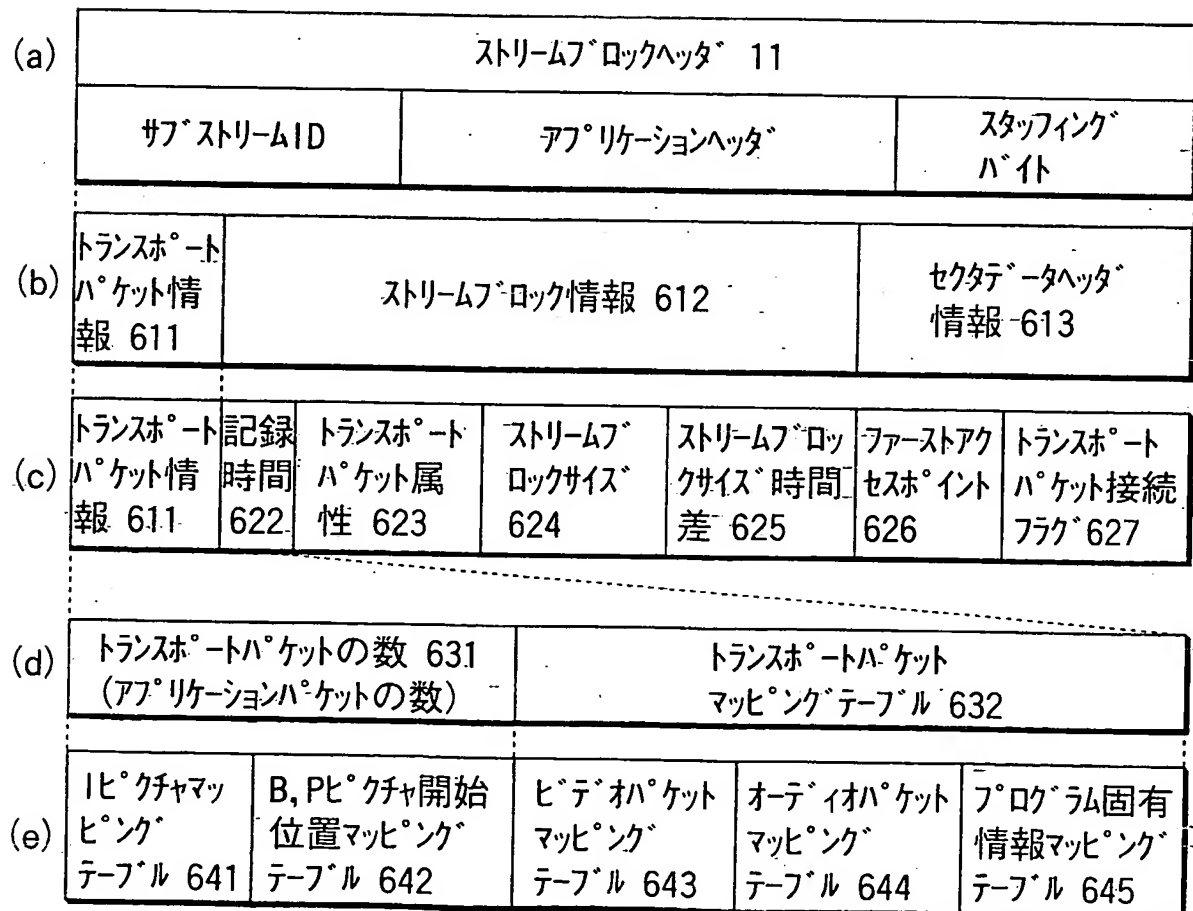 (a)
ストリームブロックヘッダ 11
サブストリームID
アプリケーションヘッダ
スタッフィング
バイト
(b)
トランスポート
パケット情
報 611
ストリームブロック情報 612
セクタデータヘッダ
情報 613
(c)
トランスポート
パケット情
報 611
記録
時間
622
トランスポート
パケット属
性 623
ストリームブ
ロックサイズ
624
ストリームブロッ
クサイズ時間
差 625
ファーストアク
セスポイント
626
トランスポート
パケット接続
フラグ 627
(d)
トランスポートパケットの数 631
(アプリケーションパケットの数)
トランスポートパケット
マッピングテーブル 632
(e)
Iピクチャマッ
ピング
テーブル 641
B, Pピクチャ開始
位置マッピング
テーブル 642
ビデオパケット
マッピング
テーブル 643
オーディオパケット
マッピング
テーブル 644
プログラム固有
情報マッピング
テーブル 645